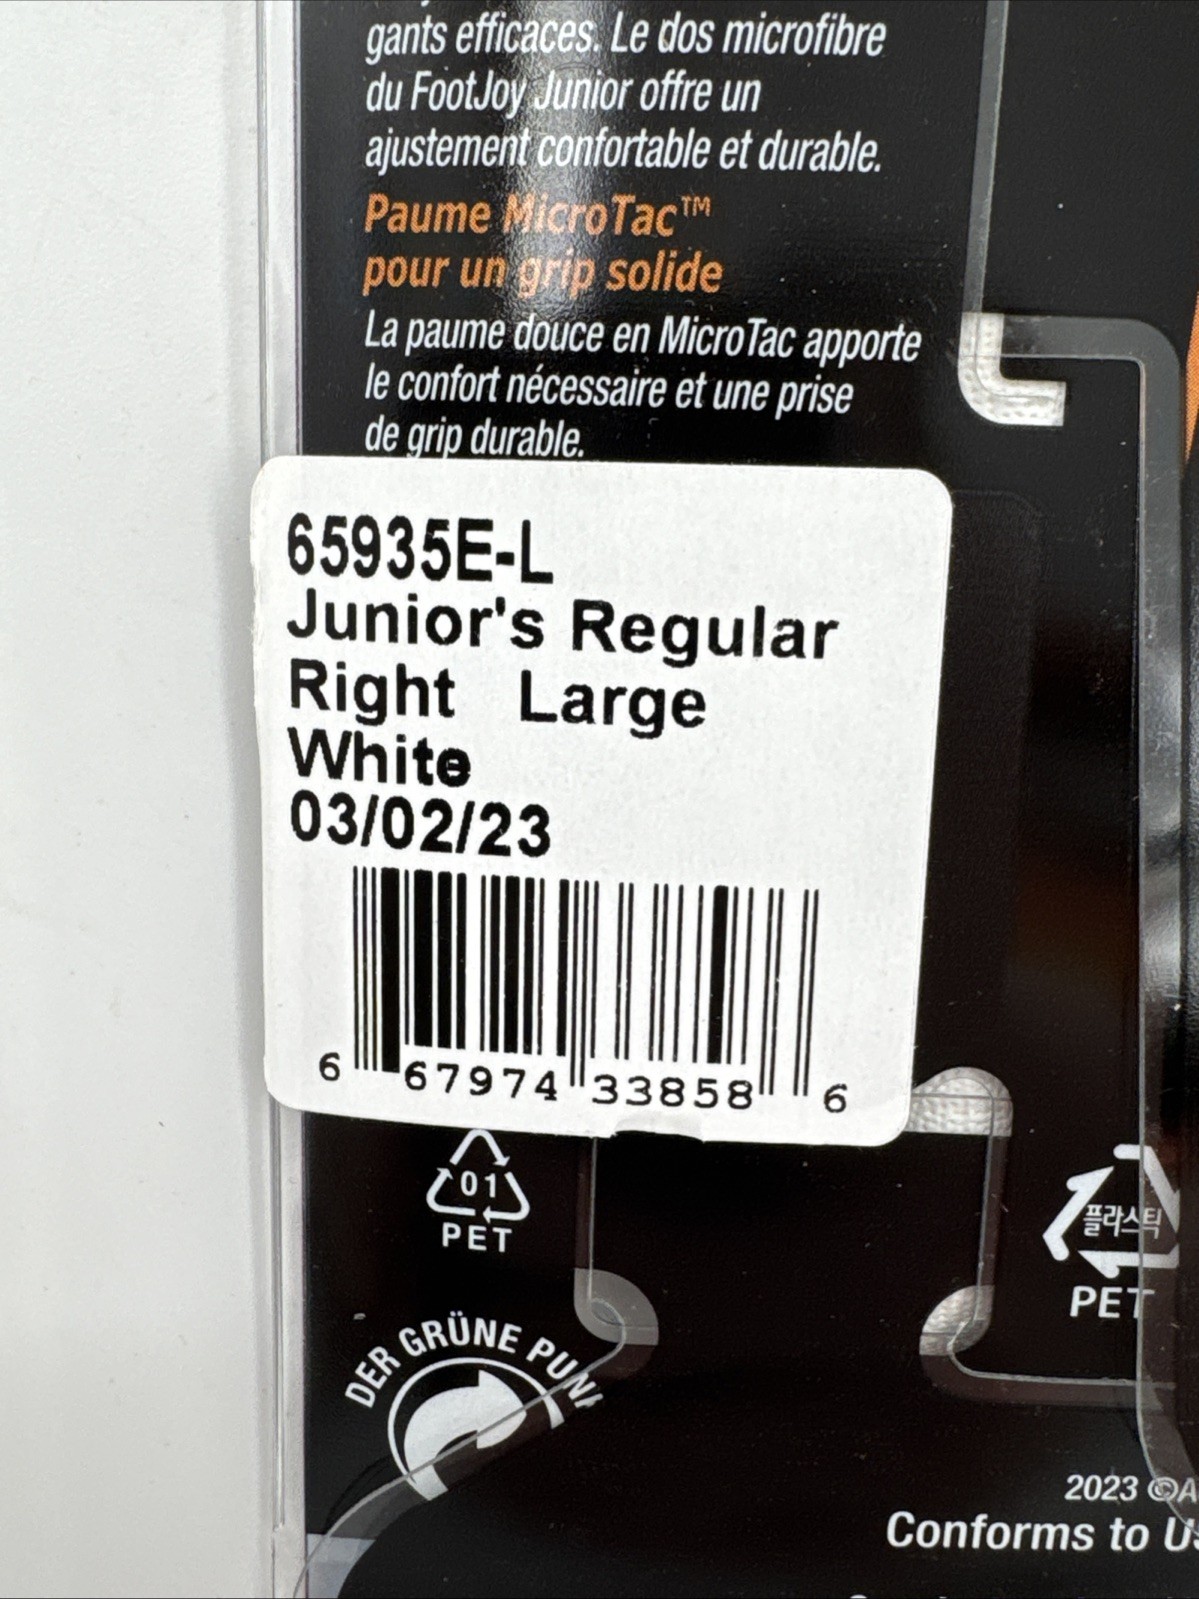 gants efficaces. Le dos microfibre
du FootJoy Junior offre un
ajustement confortable et durable.
Paume MicroTac™
pour un grip solide
La paume douce en MicroTac apporte
le confort nécessaire et une prise
de grip durable.
65935E-L
Junior's Regular
Right Large
White
03/02/23
6 67974 33858 6
01
PET
플라스틱
PET
DER GRÜNE
2023 ©
Conforms to